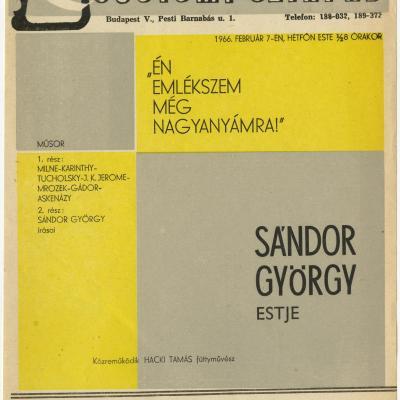 Budapest V., Pesti Barnabás u. 1. Telefon: 188-032, 189-372
1966. FEBRUÁR 7-ÉN, HÉTFŐN ESTE ½8 ÓRAKOR
„ÉN
EMLÉKSZEM
MÉG
NAGYANYÁMRA!"
MŰSOR
1. rész:
MILNE-KARINTHY-
TUCHOLSKY-J. K. JEROME-
MROZEK-GÁDOR-
ASKENÁZY
2. rész:
SÁNDOR GYÖRGY
írásai
SÁNDOR
GYÖRGY
ESTJE
Közreműködik HACKI TAMÁS füttyművész